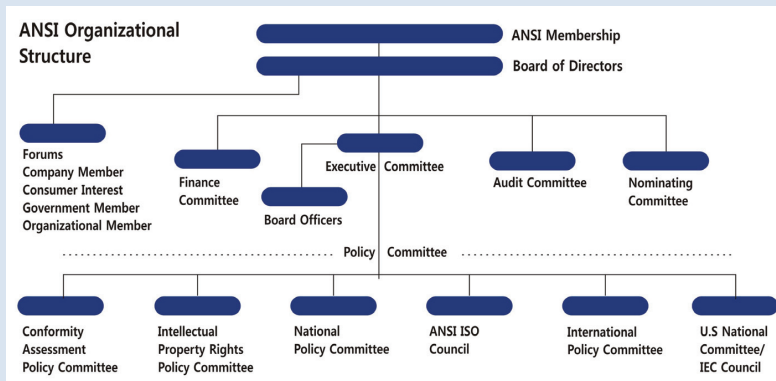 ANSI Organizational
Structure
ANSI Membership
Board of Directors
Forums
Company Member
Consumer Interest
Government Member
Organizational Member
Finance
Committee
Executive Committee
Board Officers
Audit Committee
Nominating
Committee
Policy Committee
Conformity
Assessment
Policy Committee
Intellectual
Property Rights
Policy Committee
National
Policy Committee
ANSI ISO
Council
International
Policy Committee
U.S National
Committee/
IEC Council